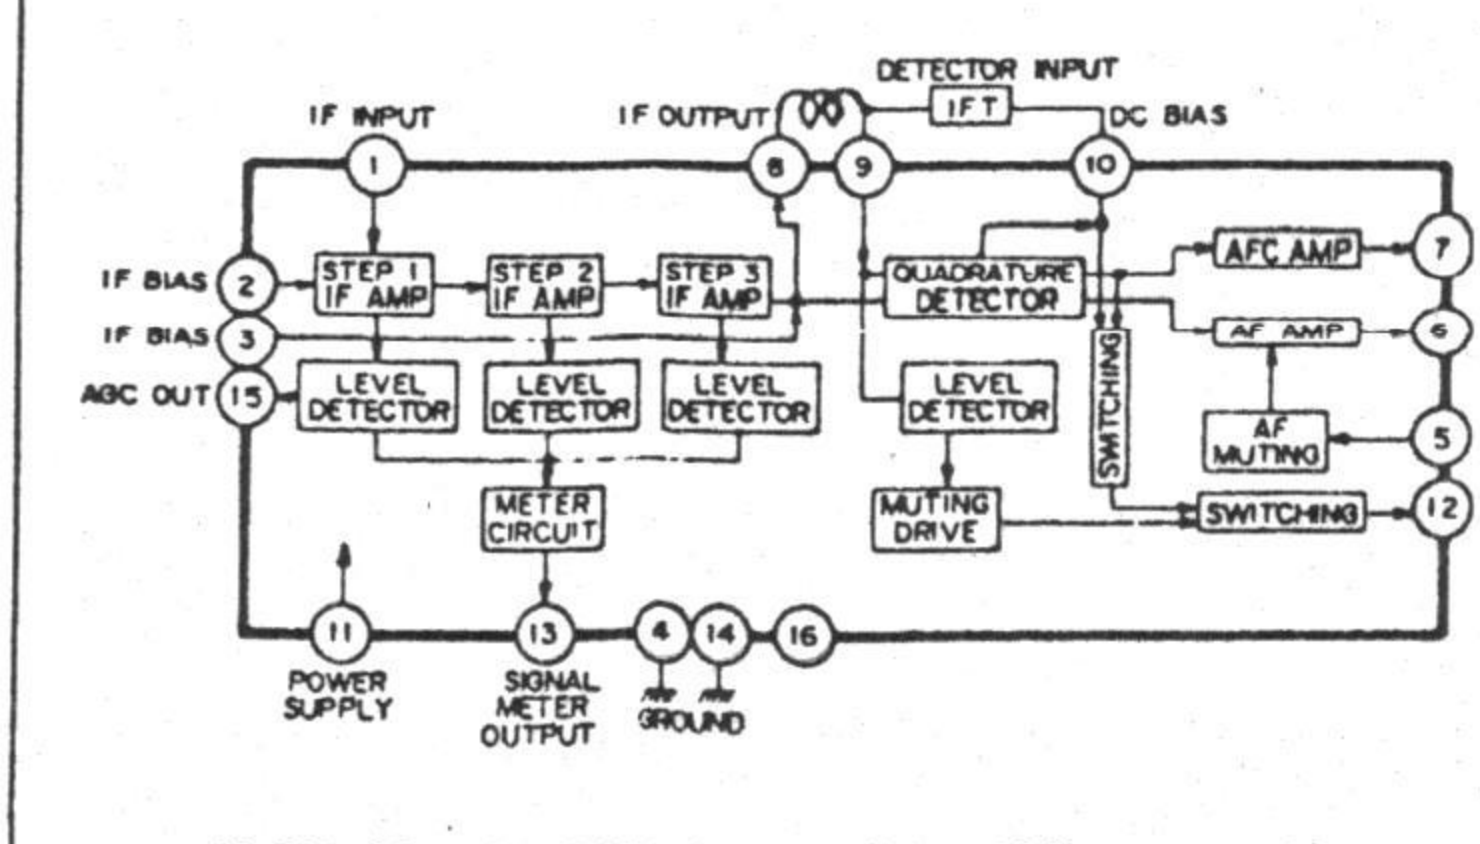 DETECTOR INPUT
IF INPUT
IF OUTPUT
IFT
DC BIAS
1
8
9
10
IF BIAS
2
STEP 1
IF AMP
STEP 2
IF AMP
STEP 3
IF AMP
QUADRATURE
DETECTOR
AFC AMP
7
IF BIAS
3
AF AMP
6
AGC OUT
15
LEVEL
DETECTOR
LEVEL
DETECTOR
LEVEL
DETECTOR
LEVEL
DETECTOR
SWITCHING
AF
MUTING
5
METER
CIRCUIT
MUTING
DRIVE
SWITCHING
12
11
13
4
14
16
POWER
SUPPLY
SIGNAL
METER
OUTPUT
GROUND